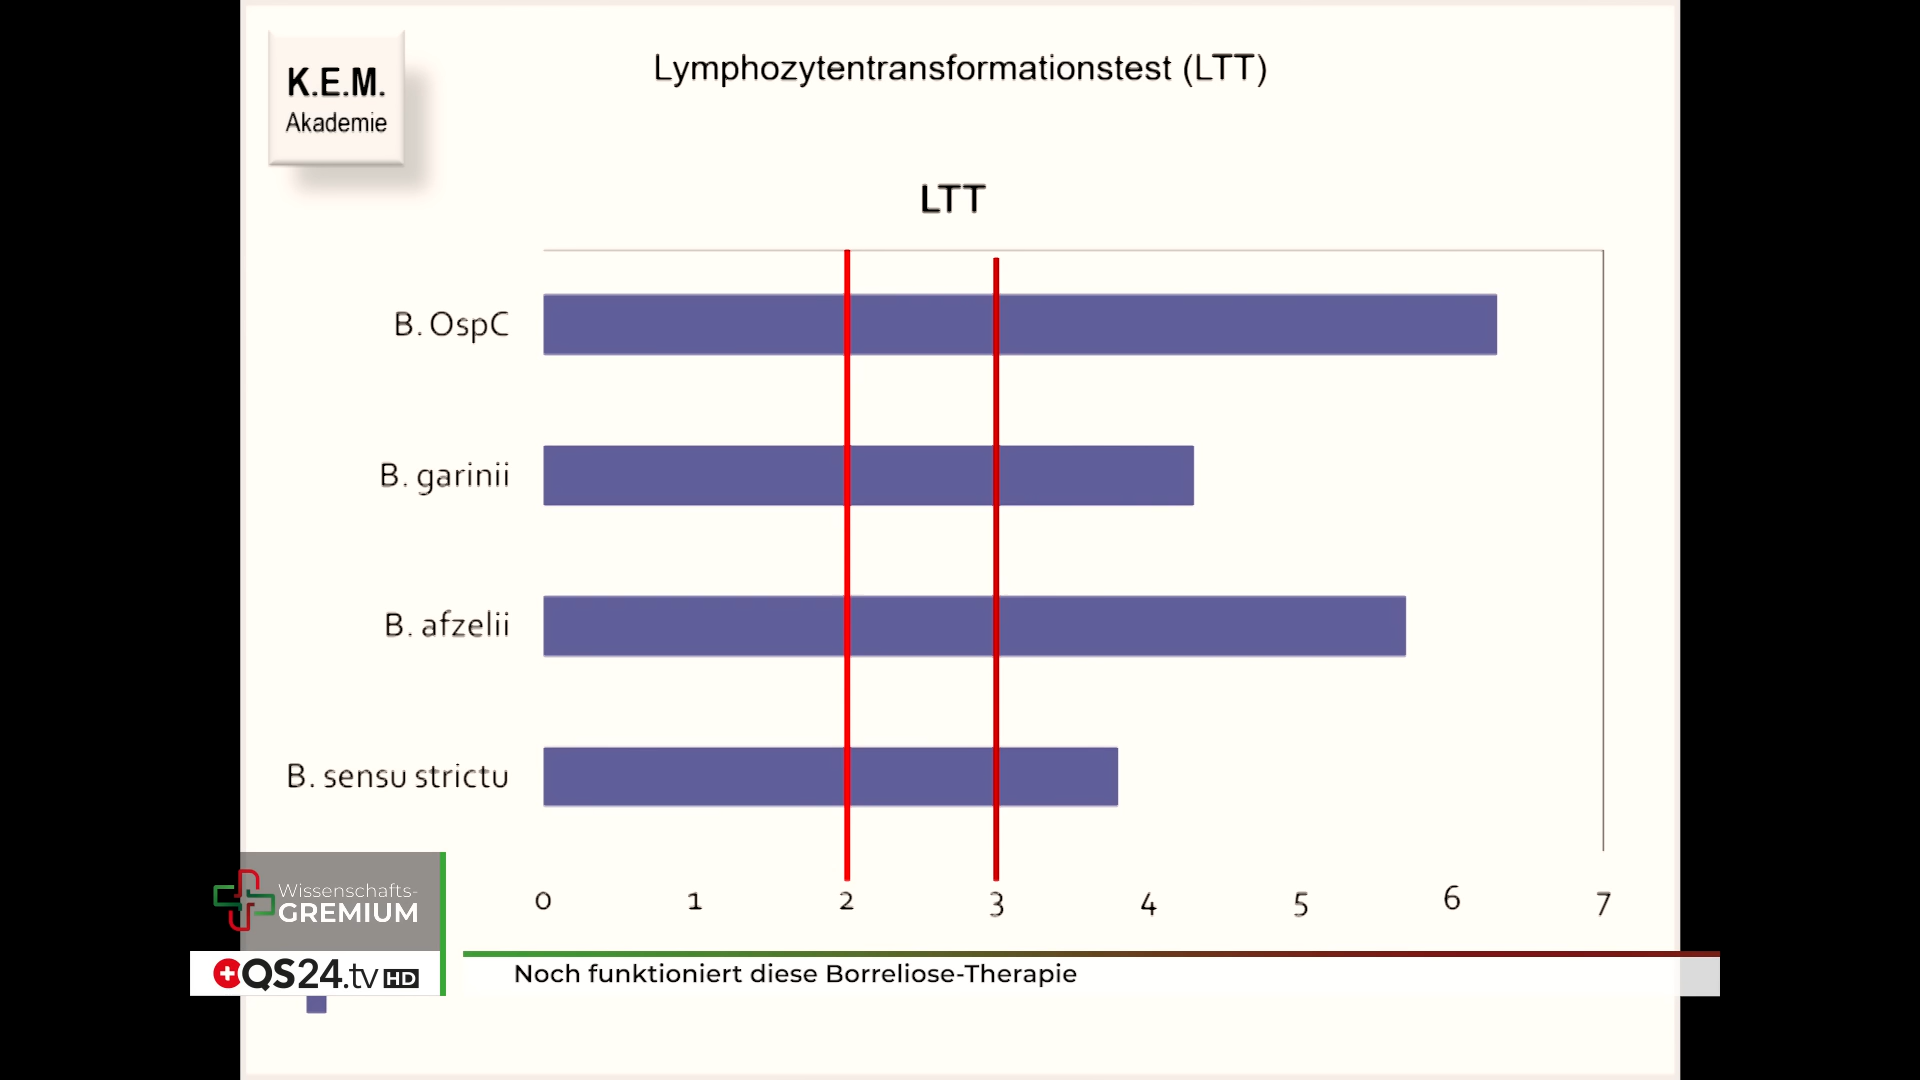 K.E.M.
Akademie
Lymphozytentransformationstest (LTT)
LTT
B. OspC
B. garinii
B. afzelii
B. sensu strictu
0 1 2 3 4 5 6 7
Wissenschafts-
GREMIUM
QS24.tv HD
Noch funktioniert diese Borreliose-Therapie